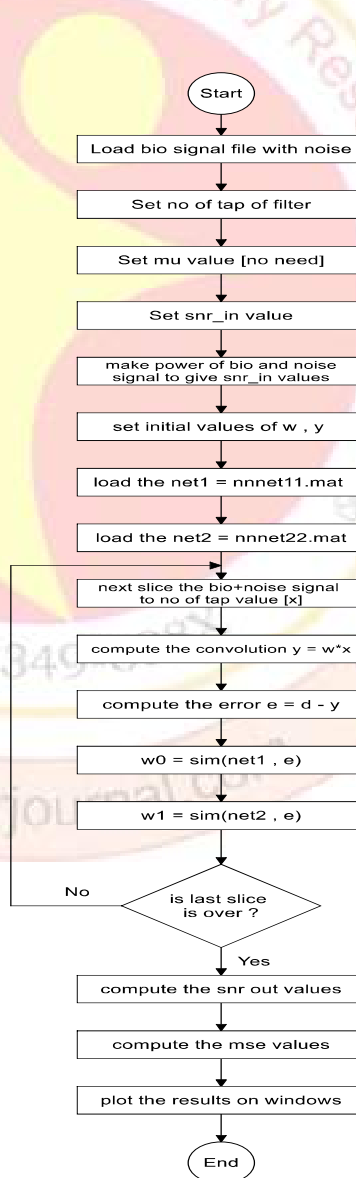 Start
Load bio signal file with noise
Set no of tap of filter
Set mu value [no need]
Set snr_in value
make power of bio and noise
signal to give snr_in values
set initial values of w , y
load the net1 = nnnet11.mat
load the net2 = nnnet22.mat
next slice the bio+noise signal
to no of tap value [x]
compute the convolution y = w*x
compute the error e = d - y
w0 = sim(net1 , e)
w1 = sim(net2 , e)
is last slice
is over ?
No
Yes
compute the snr out values
compute the mse values
plot the results on windows
End